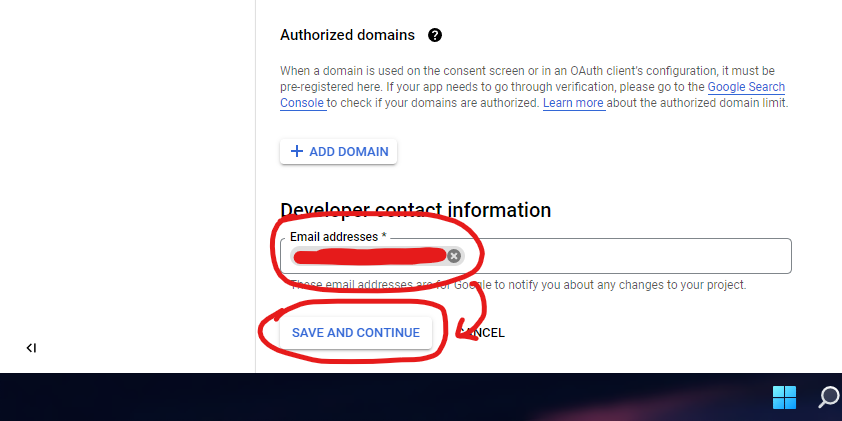 Authorized domains
When a domain is used on the consent screen or in an OAuth client's configuration, it must be
pre-registered here. If your app needs to go through verification, please go to the Google Search
Console to check if your domains are authorized. Learn more about the authorized domain limit.
ADD DOMAIN
Developer contact information
Email addresses *
These email addresses are for Google to notify you about any changes to your project.
SAVE AND CONTINUE
CANCEL